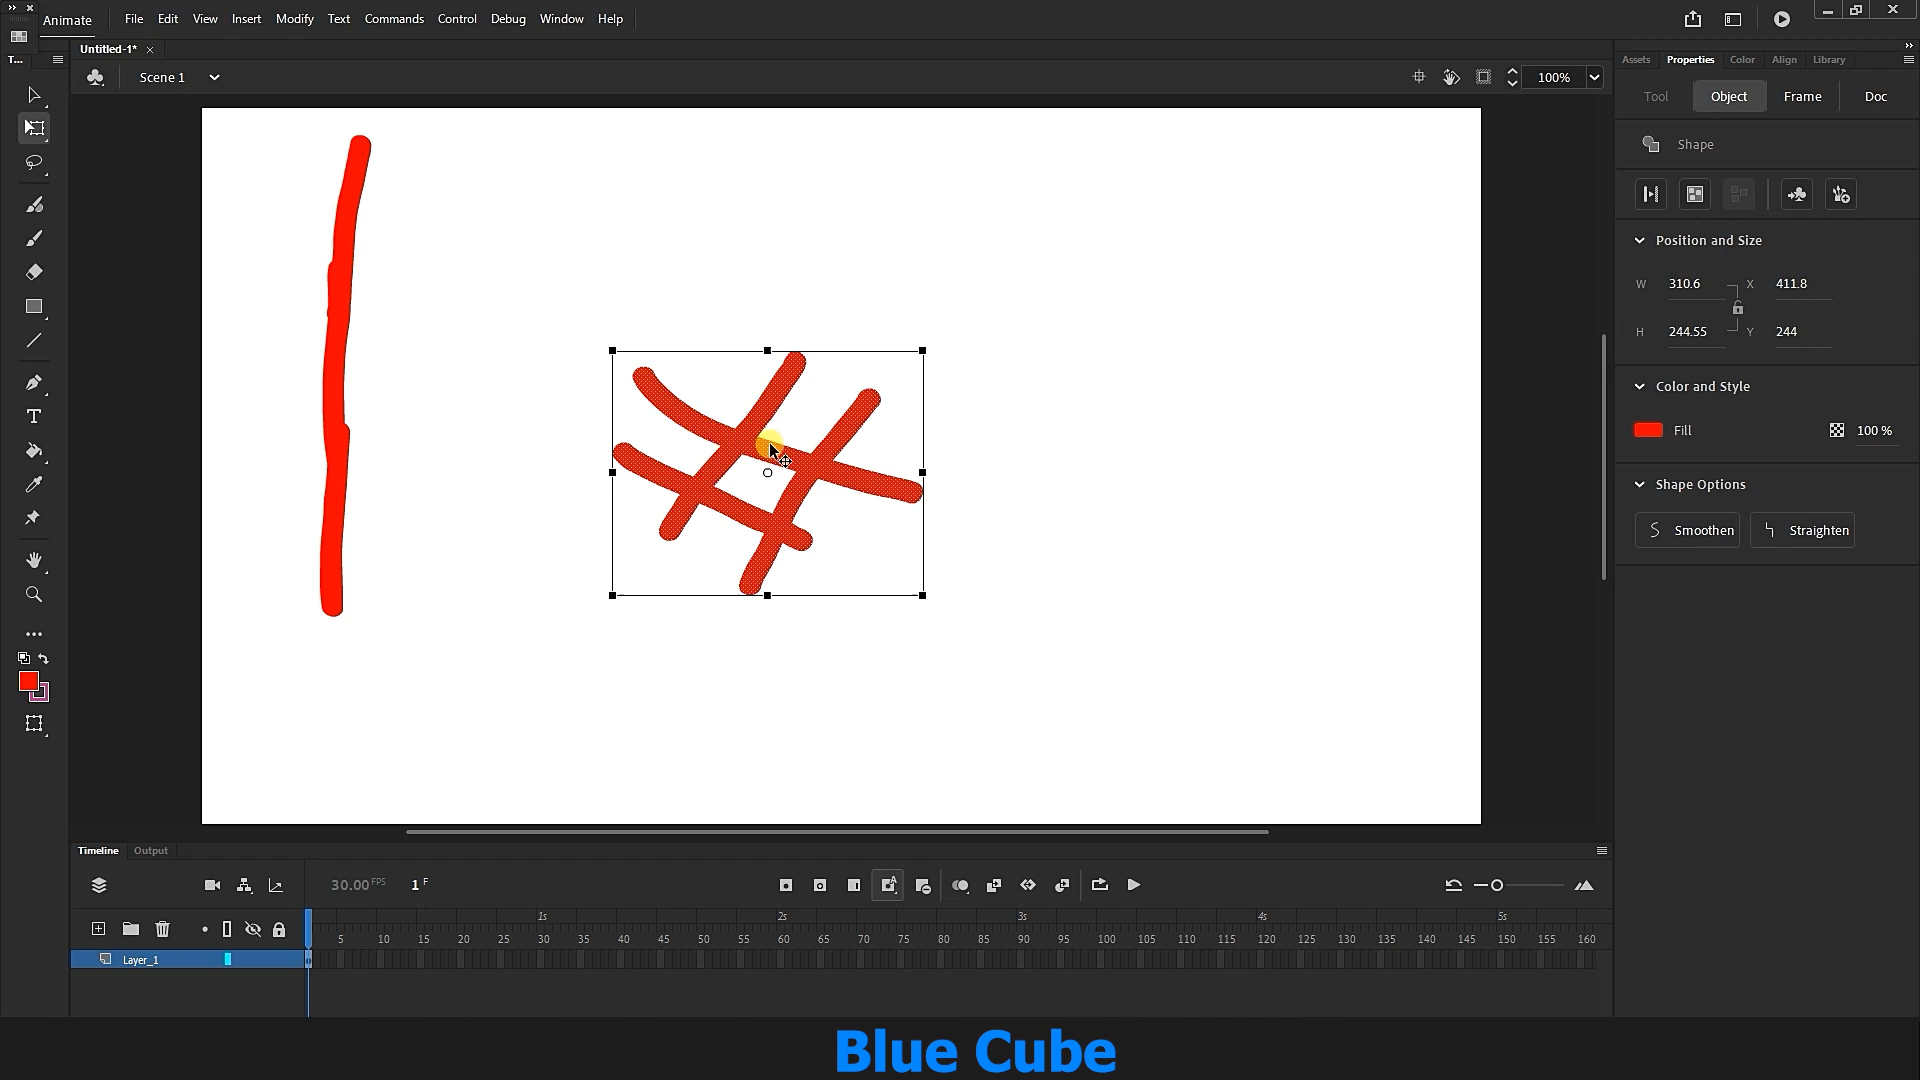 Animate File Edit View Insert Modify Text Commands Control Debug Window Help
Untitled-1*
T...
Scene 1
100%
Assets Properties Color Align Library
Tool Object Frame Doc
Shape
Position and Size
W 310.6 X 411.8
H 244.55 Y 244
Color and Style
Fill 100 %
Shape Options
Smoothen Straighten
T
Timeline Output
30.00 FPS 1 F
1s 2s 3s 4s 5s
5 10 15 20 25 30 35 40 45 50 55 60 65 70 75 80 85 90 95 100 105 110 115 120 125 130 135 140 145 150 155 160
Layer_1
Blue Cube